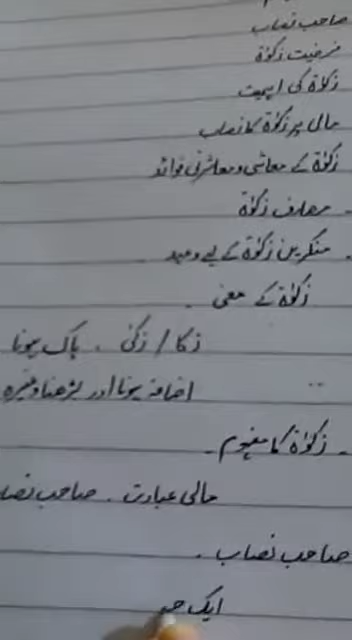 صاحب نصاب
فرضیت زکوٰۃ
زکوٰۃ کی اہمیت
مال پر زکوٰۃ کا نصاب
زکوٰۃ کے معاشی و معاشرتی فوائد
مصارف زکوٰۃ
منکرین زکوٰۃ کے لیے وعید
زکوٰۃ کے معنی
زکا / زکیٰ . پاک ہونا
اضافہ ہونا اور بڑھنا وغیرہ
زکوٰۃ کا مفہوم .
مالی عبادت . صاحب نصا
صاحب نصاب .
ایک